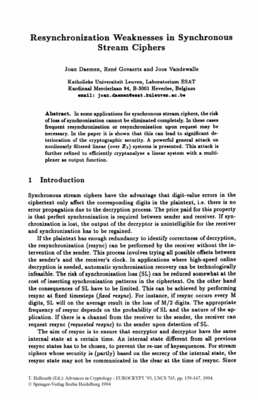 Resynchronization Weaknesses in Synchronous
Stream Ciphers
Joan Daemen, René Govaerts and Joos Vandewalle
Katholieke Universiteit Leuven, Laboratorium ESAT
Kardinaal Mercierlaan 94, B-3001 Heverlee, Belgium
email: joan.daemen@esat.kuleuven.ac.be
Abstract. In some applications for synchronous stream ciphers, the risk
of loss of synchronization cannot be eliminated completely. In these cases
frequent resynchronization or resynchronization upon request may be
necessary. In the paper it is shown that this can lead to significant de-
terioration of the cryptographic security. A powerful general attack on
nonlinearly filtered linear (over Z₂) systems is presented. This attack is
further refined to efficiently cryptanalyze a linear system with a multi-
plexer as output function.
1 Introduction
Synchronous stream ciphers have the advantage that digit-value errors in the
ciphertext only affect the corresponding digits in the plaintext, i.e. there is no
error propagation due to the decryption process. The price paid for this property
is that perfect synchronization is required between sender and receiver. If syn-
chronization is lost, the output of the decryptor is unintelligible for the receiver
and synchronization has to be regained.
If the plaintext has enough redundancy to identify correctness of decryption,
the resynchronization (resync) can be performed by the receiver without the in-
tervention of the sender. This process involves trying all possible offsets between
the sender's and the receiver's clock. In applications where high-speed online
decryption is needed, automatic synchronization recovery can be technologically
infeasible. The risk of synchronization loss (SL) can be reduced somewhat at the
cost of inserting synchronization patterns in the ciphertext. On the other hand
the consequences of SL have to be limited. This can be achieved by performing
resync at fixed timesteps (fixed resync). For instance, if resync occurs every M
digits, SL will on the average result in the loss of M/2 digits. The appropriate
frequency of resync depends on the probability of SL and the nature of the ap-
plication. If there is a channel from the receiver to the sender, the receiver can
request resync (requested resync) to the sender upon detection of SL.
The aim of resync is to ensure that encryptor and decryptor have the same
internal state at a certain time. An internal state different from all previous
resync states has to be chosen, to prevent the re-use of keysequences. For stream
ciphers whose security is (partly) based on the secrecy of the internal state, the
resync state may not be communicated in the clear at the time of resync. Since
T. Helleseth (Ed.): Advances in Cryptology - EUROCRYPT '93, LNCS 765, pp. 159-167, 1994.
© Springer-Verlag Berlin Heidelberg 1994